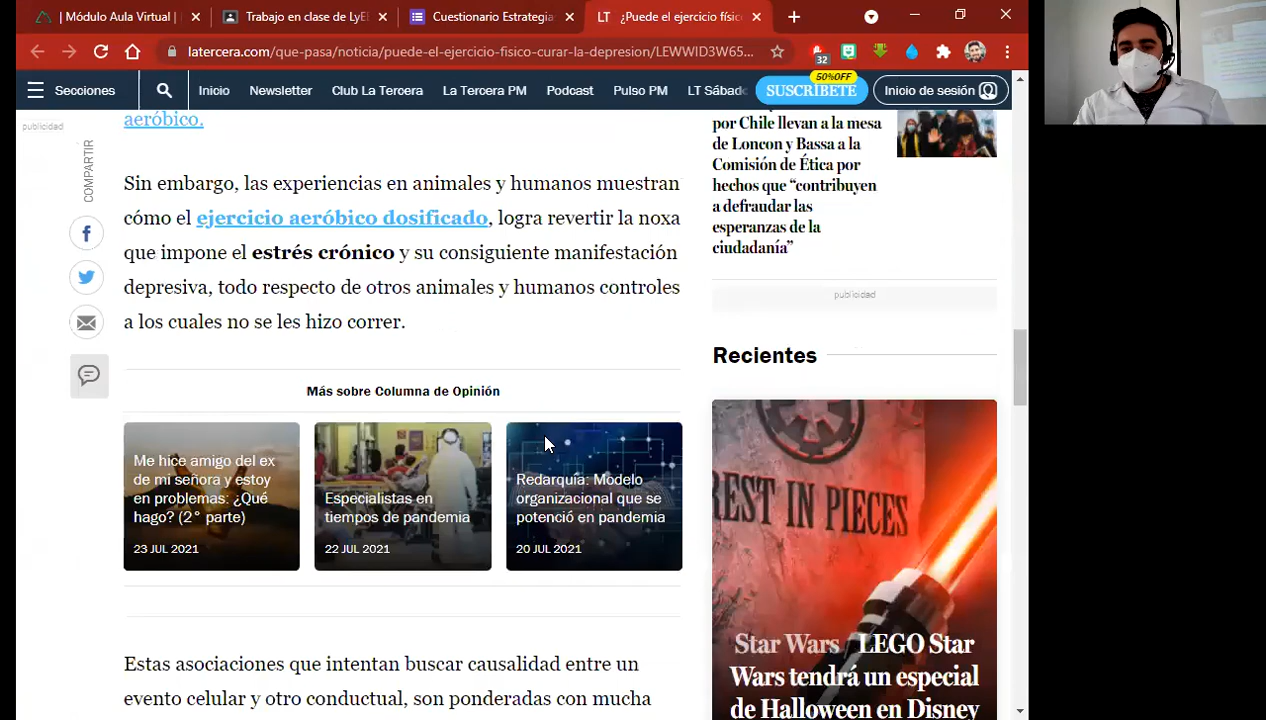 | Módulo Aula Virtual |
Trabajo en clase de LyE
Cuestionario Estrategia
LT ¿Puede el ejercicio físic
latercera.com/que-pasa/noticia/puede-el-ejercicio-fisico-curar-la-depresion/LEWWID3W65...
32
Secciones
Inicio
Newsletter
Club La Tercera
La Tercera PM
Podcast
Pulso PM
LT Sábado
50%OFF
SUSCRÍBETE
Inicio de sesión
publicidad
COMPARTIR
aeróbico.
Sin embargo, las experiencias en animales y humanos muestran
cómo el ejercicio aeróbico dosificado, logra revertir la noxa
que impone el estrés crónico y su consiguiente manifestación
depresiva, todo respecto de otros animales y humanos controles
a los cuales no se les hizo correr.
Más sobre Columna de Opinión
Me hice amigo del ex
de mi señora y estoy
en problemas: ¿Qué
hago? (2° parte)
23 JUL 2021
Especialistas en
tiempos de pandemia
22 JUL 2021
Redarquía: Modelo
organizacional que se
potenció en pandemia
20 JUL 2021
Estas asociaciones que intentan buscar causalidad entre un
evento celular y otro conductual, son ponderadas con mucha
por Chile llevan a la mesa
de Loncon y Bassa a la
Comisión de Ética por
hechos que “contribuyen
a defraudar las
esperanzas de la
ciudadanía”
publicidad
Recientes
REST IN PIECES
Star Wars / LEGO Star
Wars tendrá un especial
de Halloween en Disney